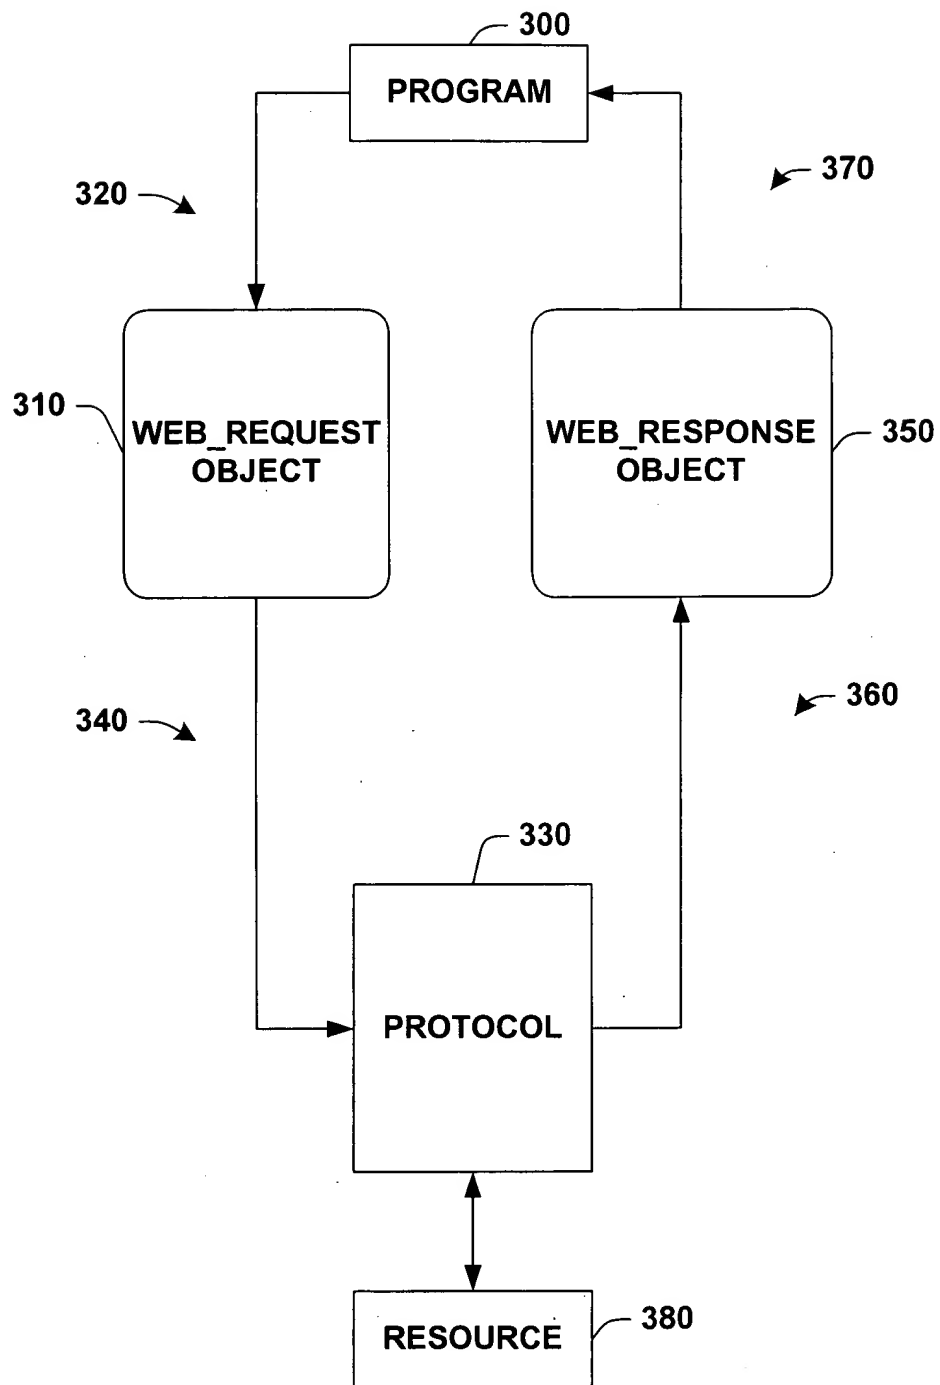 300
PROGRAM
320
370
310
WEB_REQUEST
OBJECT
WEB_RESPONSE
OBJECT
350
340
360
330
PROTOCOL
RESOURCE
380